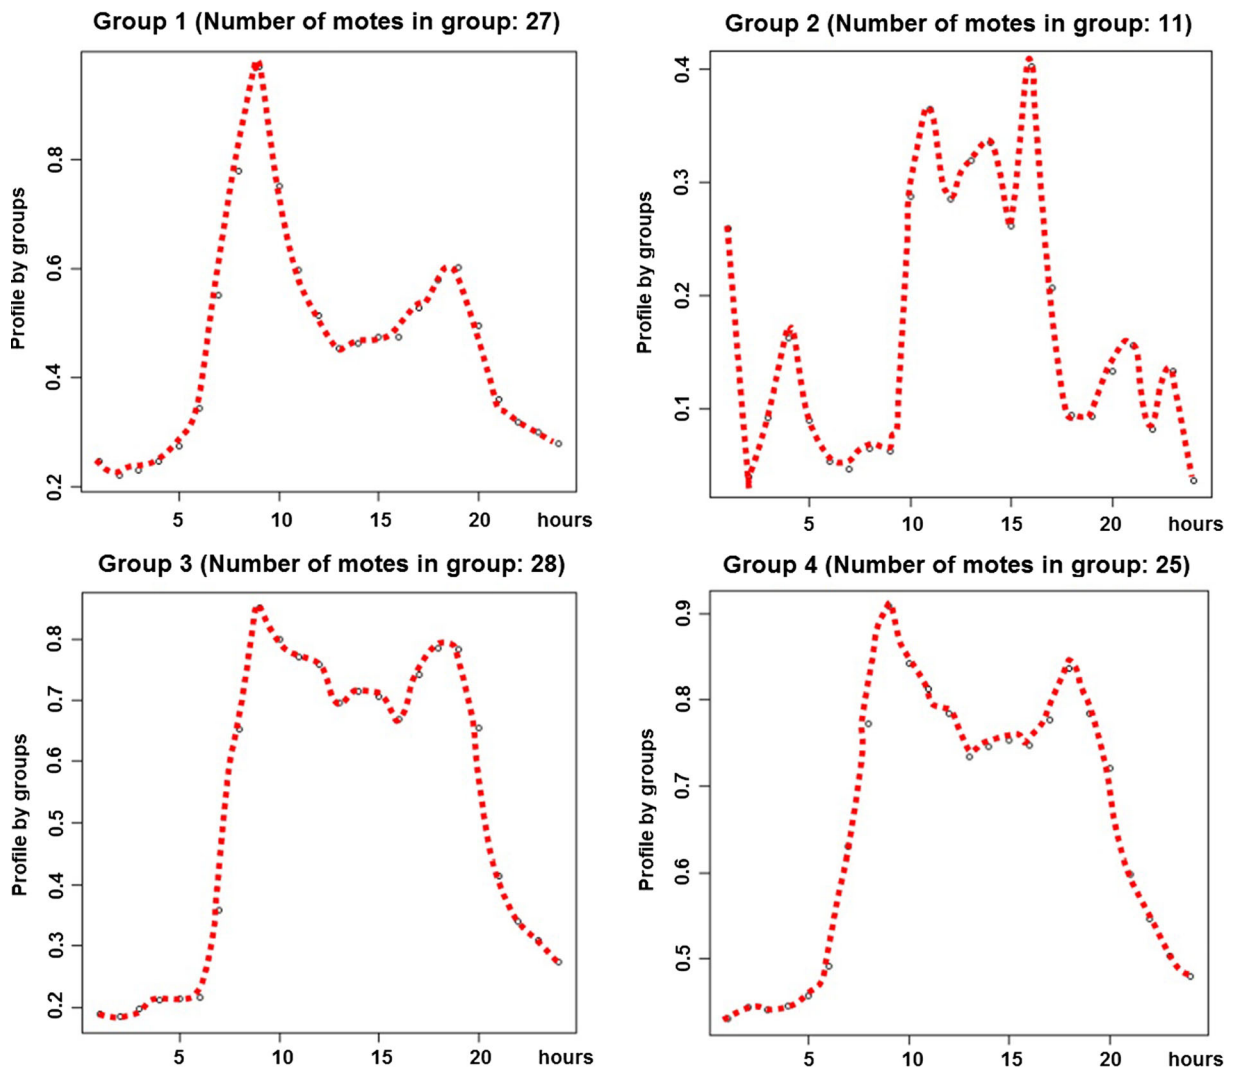 Group 1 (Number of motes in group: 27)
Profile by groups
0.8
0.6
0.4
0.2
5 10 15 20 hours
Group 2 (Number of motes in group: 11)
Profile by groups
0.4
0.3
0.2
0.1
5 10 15 20 hours
Group 3 (Number of motes in group: 28)
Profile by groups
0.8
0.7
0.6
0.5
0.4
0.3
0.2
5 10 15 20 hours
Group 4 (Number of motes in group: 25)
Profile by groups
0.9
0.8
0.7
0.6
0.5
5 10 15 20 hours